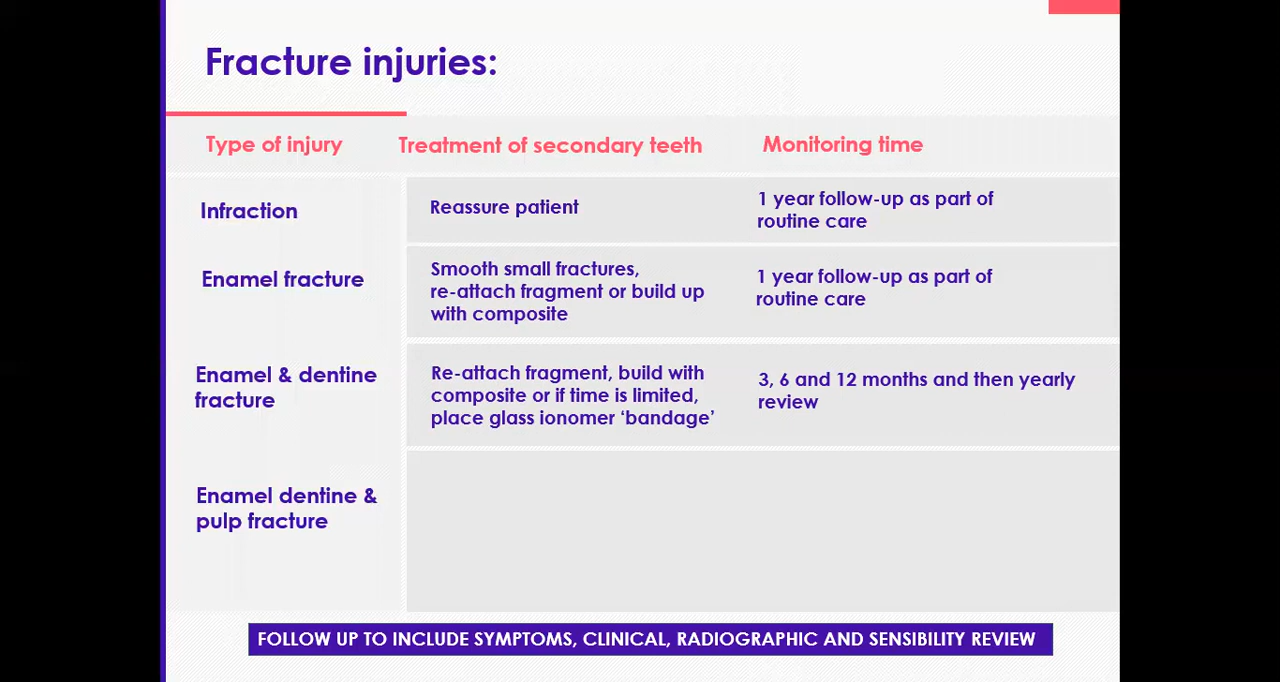 Fracture injuries:
Type of injury
Treatment of secondary teeth
Monitoring time
Infraction
Reassure patient
1 year follow-up as part of
routine care
Enamel fracture
Smooth small fractures,
re-attach fragment or build up
with composite
1 year follow-up as part of
routine care
Enamel & dentine
fracture
Re-attach fragment, build with
composite or if time is limited,
place glass ionomer ‘bandage’
3, 6 and 12 months and then yearly
review
Enamel dentine &
pulp fracture
FOLLOW UP TO INCLUDE SYMPTOMS, CLINICAL, RADIOGRAPHIC AND SENSIBILITY REVIEW